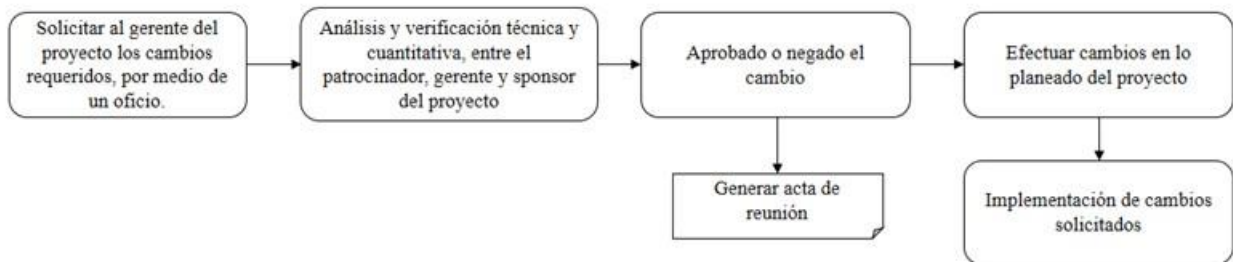 Solicitar al gerente del
proyecto los cambios
requeridos, por medio de
un oficio.
Análisis y verificación técnica y
cuantitativa, entre el
patrocinador, gerente y sponsor
del proyecto
Aprobado o negado el
cambio
Efectuar cambios en lo
planeado del proyecto
Generar acta de
reunión
Implementación de cambios
solicitados